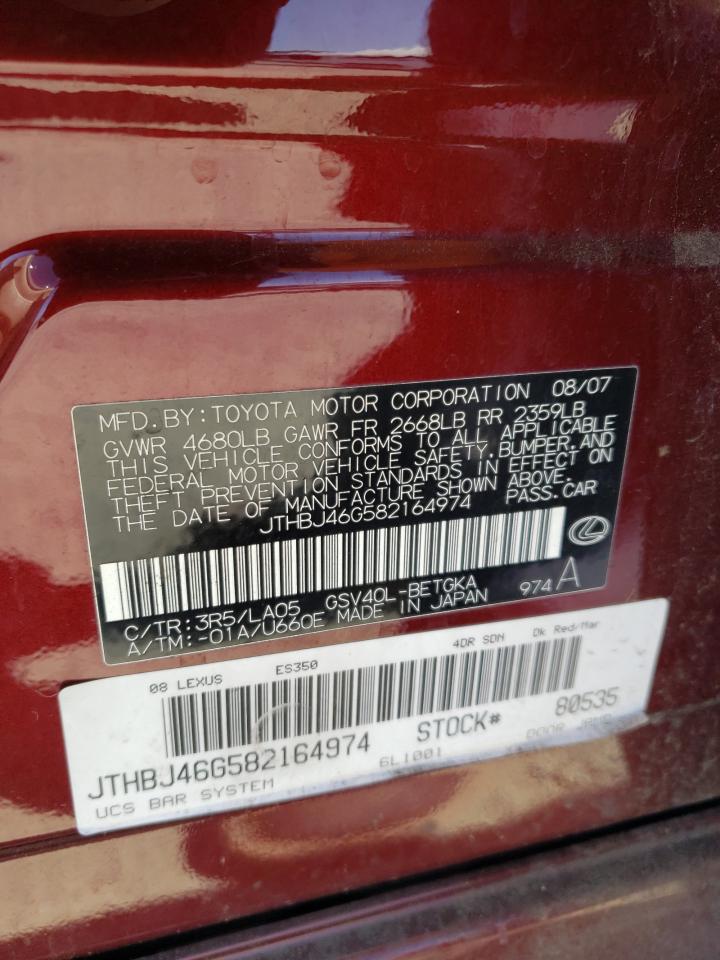 MFD. BY: TOYOTA MOTOR CORPORATION 08/07
GVWR 4680LB GAWR FR 2668LB RR 2359LB
THIS VEHICLE CONFORMS TO ALL APPLICABLE
FEDERAL MOTOR VEHICLE SAFETY, BUMPER, AND
THEFT PREVENTION STANDARDS IN EFFECT ON
THE DATE OF MANUFACTURE SHOWN ABOVE.
JTHBJ46G582164974 PASS. CAR
C/TR: 3R5/LA05 GSV40L-BETGKA 974 A
A/TM: -01A/U660E MADE IN JAPAN
08 LEXUS ES350 4DR SDN Dk Red/Mar
JTHBJ46G582164974 STOCK# 80535
UCS BAR SYSTEM 6L1001 DOOR